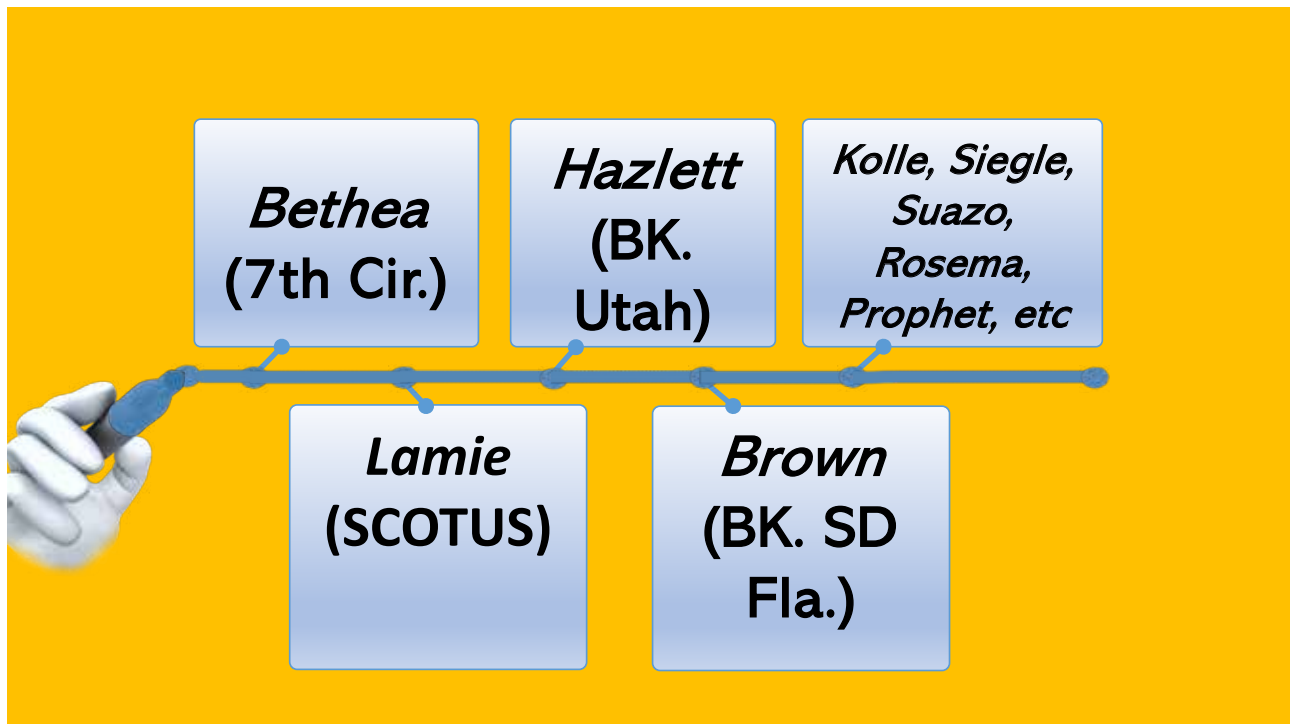 Bethea
(7th Cir.)
Lamie
(SCOTUS)
Hazlett
(BK.
Utah)
Brown
(BK. SD
Fla.)
Kolle, Siegle,
Suazo,
Rosema,
Prophet, etc